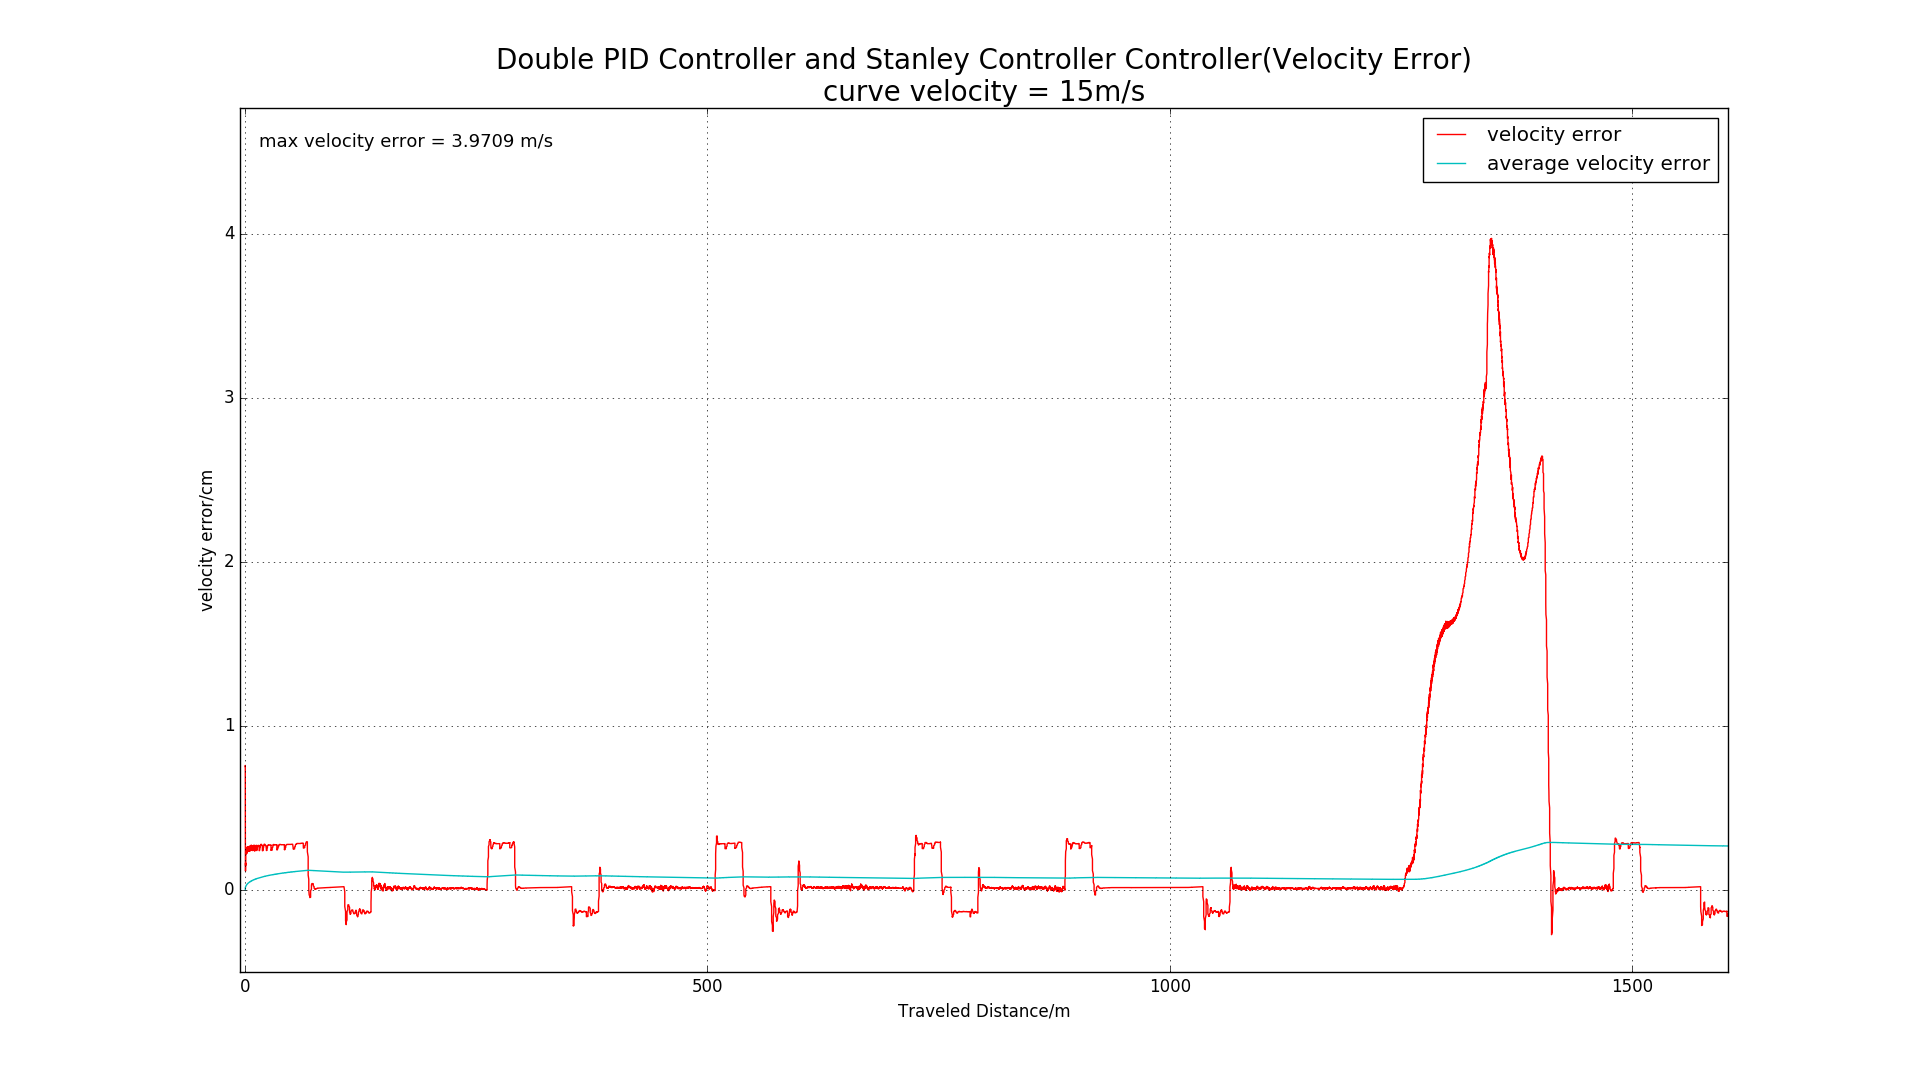 Double PID Controller and Stanley Controller Controller(Velocity Error)
curve velocity = 15m/s
max velocity error = 3.9709 m/s
velocity error
average velocity error
4
3
2
1
0
velocity error/cm
0 500 1000 1500
Traveled Distance/m